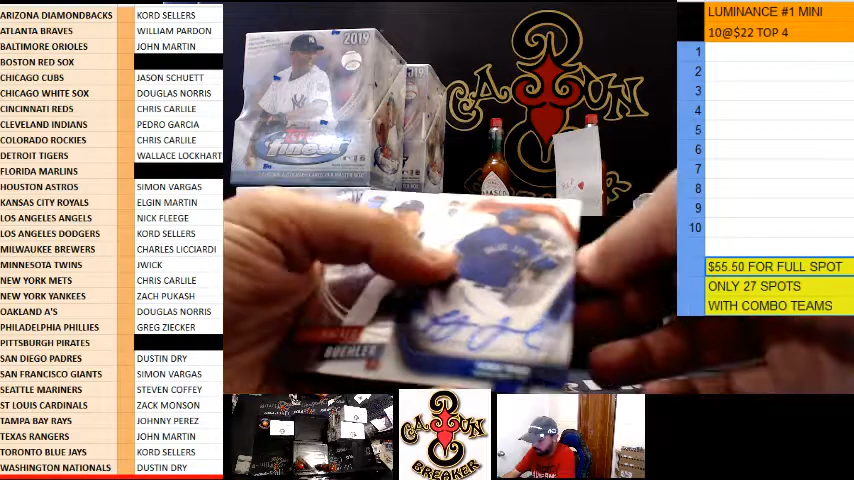 ARIZONA DIAMONDBACKS KORD SELLERS
ATLANTA BRAVES WILLIAM PARDON
BALTIMORE ORIOLES JOHN MARTIN
BOSTON RED SOX
CHICAGO CUBS JASON SCHUETT
CHICAGO WHITE SOX DOUGLAS NORRIS
CINCINNATI REDS CHRIS CARLILE
CLEVELAND INDIANS PEDRO GARCIA
COLORADO ROCKIES CHRIS CARLILE
DETROIT TIGERS WALLACE LOCKHART
FLORIDA MARLINS
HOUSTON ASTROS SIMON VARGAS
KANSAS CITY ROYALS ELGIN MARTIN
LOS ANGELES ANGELS NICK FLEEGE
LOS ANGELES DODGERS KORD SELLERS
MILWAUKEE BREWERS CHARLES LICCIARDI
MINNESOTA TWINS JWICK
NEW YORK METS CHRIS CARLILE
NEW YORK YANKEES ZACH PUKASH
OAKLAND A'S DOUGLAS NORRIS
PHILADELPHIA PHILLIES GREG ZIECKER
PITTSBURGH PIRATES
SAN DIEGO PADRES DUSTIN DRY
SAN FRANCISCO GIANTS SIMON VARGAS
SEATTLE MARINERS STEVEN COFFEY
ST LOUIS CARDINALS ZACK MONSON
TAMPA BAY RAYS JOHNNY PEREZ
TEXAS RANGERS JOHN MARTIN
TORONTO BLUE JAYS KORD SELLERS
WASHINGTON NATIONALS DUSTIN DRY
2019
finest
BUEHLER
CAJUN
BREAKER
TABASCO
CAJUN
BREAKER
LUMINANCE #1 MINI
10@$22 TOP 4
1
2
3
4
5
6
7
8
9
10
$55.50 FOR FULL SPOT
ONLY 27 SPOTS
WITH COMBO TEAMS